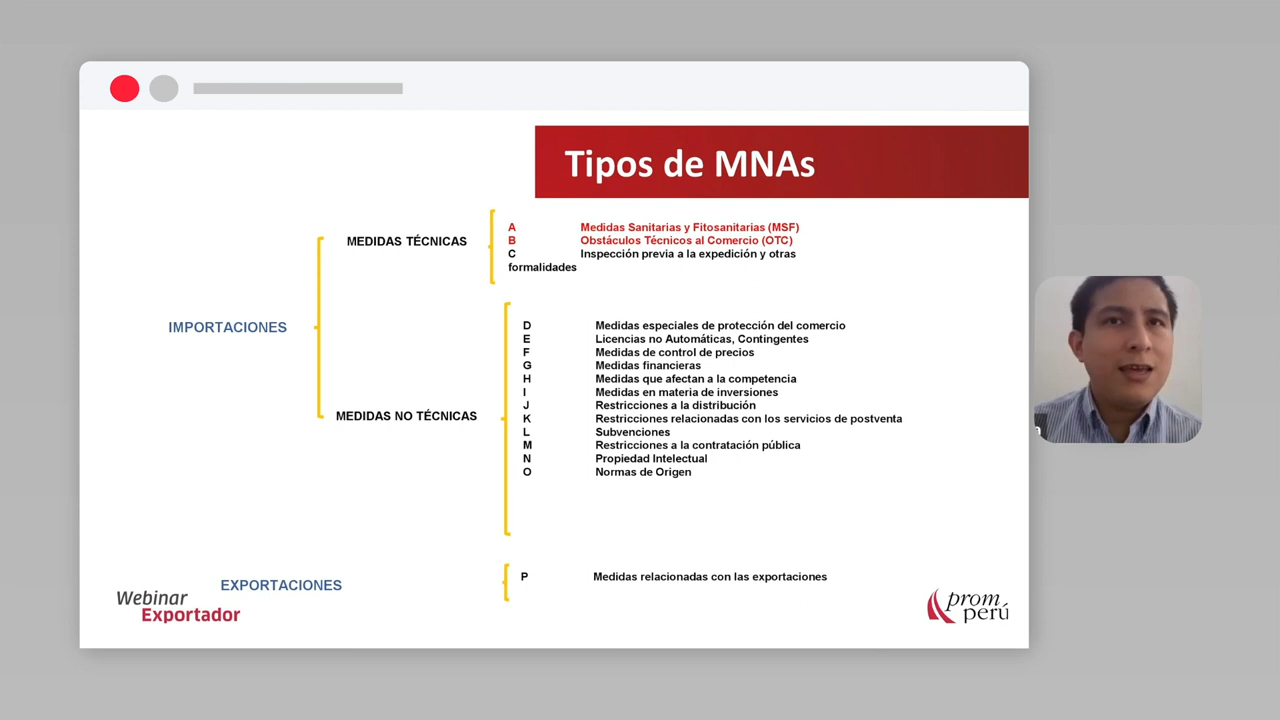 Tipos de MNAs
MEDIDAS TÉCNICAS
A Medidas Sanitarias y Fitosanitarias (MSF)
B Obstáculos Técnicos al Comercio (OTC)
C Inspección previa a la expedición y otras
formalidades
IMPORTACIONES
MEDIDAS NO TÉCNICAS
D Medidas especiales de protección del comercio
E Licencias no Automáticas, Contingentes
F Medidas de control de precios
G Medidas financieras
H Medidas que afectan a la competencia
I Medidas en materia de inversiones
J Restricciones a la distribución
K Restricciones relacionadas con los servicios de postventa
L Subvenciones
M Restricciones a la contratación pública
N Propiedad Intelectual
O Normas de Origen
EXPORTACIONES
P Medidas relacionadas con las exportaciones
Webinar
Exportador
prom
perú